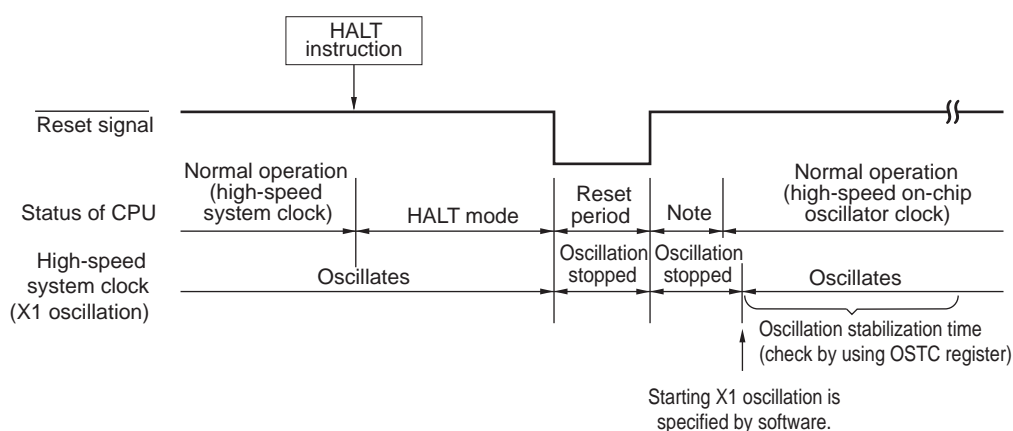 HALT
instruction
Reset signal
Status of CPU
Normal operation
(high-speed
system clock)
HALT mode
Reset
period
Note
Normal operation
(high-speed on-chip
oscillator clock)
High-speed
system clock
(X1 oscillation)
Oscillates
Oscillation
stopped
Oscillation
stopped
Oscillates
Oscillation stabilization time
(check by using OSTC register)
Starting X1 oscillation is
specified by software.